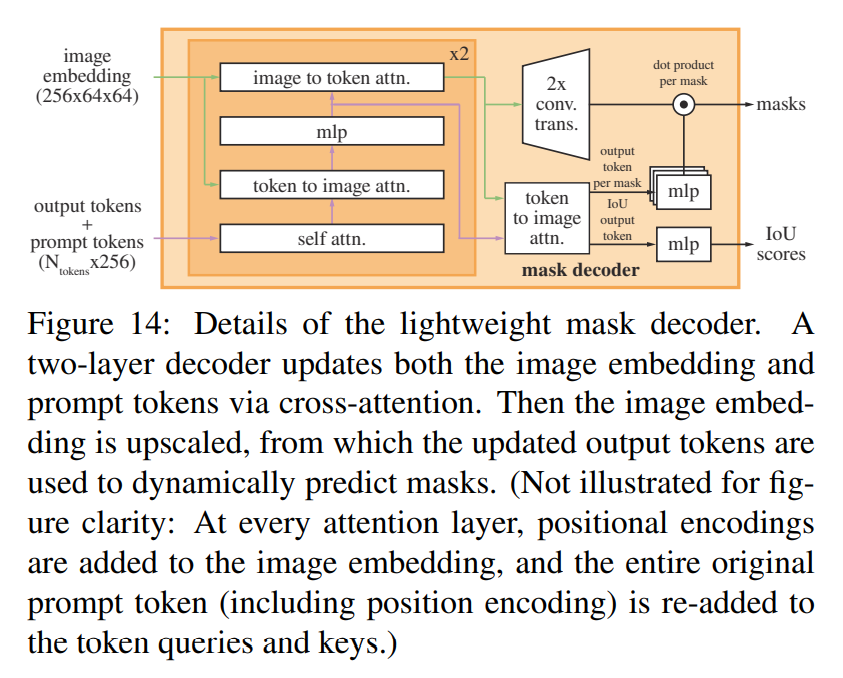 image
embedding
(256x64x64)
output tokens
+
prompt tokens
(Ntokensx256)
x2
image to token attn.
mlp
token to image attn.
self attn.
2x
conv.
trans.
token
to image
attn.
dot product
per mask
output
token
per mask
mlp
IoU
output
token
mlp
masks
IoU
scores
mask decoder
Figure 14: Details of the lightweight mask decoder. A
two-layer decoder updates both the image embedding and
prompt tokens via cross-attention. Then the image embed-
ding is upscaled, from which the updated output tokens are
used to dynamically predict masks. (Not illustrated for fig-
ure clarity: At every attention layer, positional encodings
are added to the image embedding, and the entire original
prompt token (including position encoding) is re-added to
the token queries and keys.)